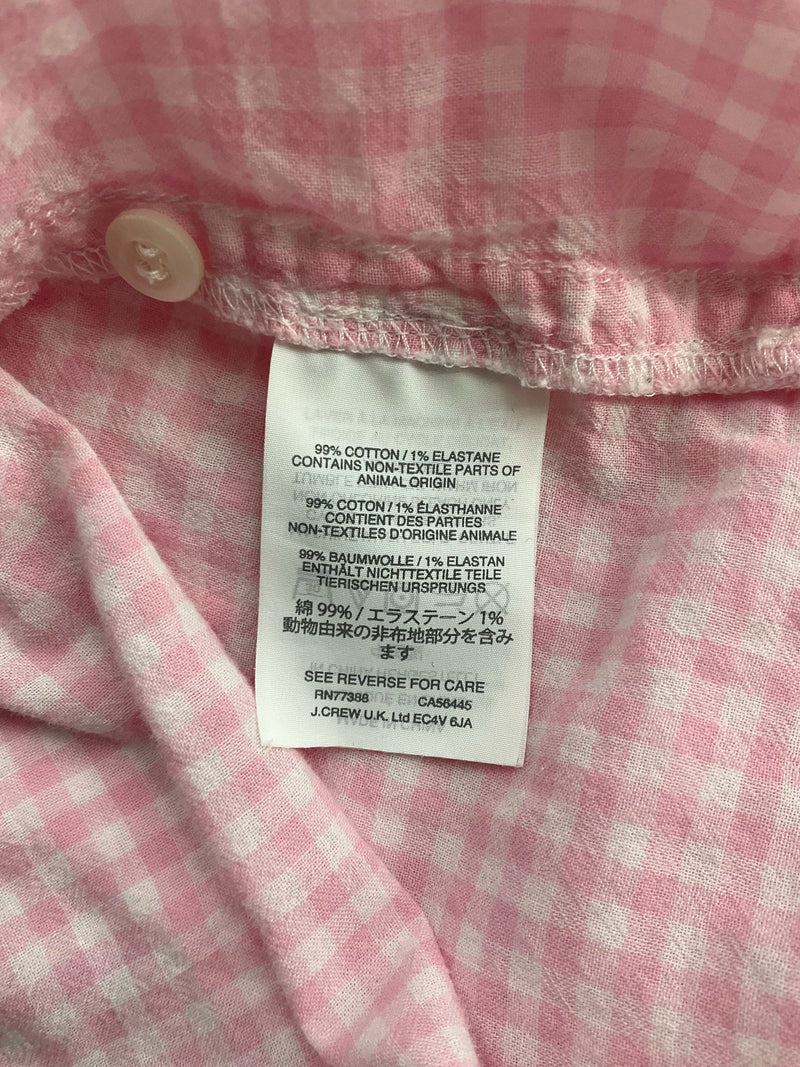 99% COTTON / 1% ELASTANE
CONTAINS NON-TEXTILE PARTS OF
ANIMAL ORIGIN
99% COTON / 1% ÉLASTHANNE
CONTIENT DES PARTIES
NON-TEXTILES D'ORIGINE ANIMALE
99% BAUMWOLLE / 1% ELASTAN
ENTHÄLT NICHTTEXTILE TEILE
TIERISCHEN URSPRUNGS
綿 99% / エラステーン 1%
動物由来の非布地部分を含み
ます
SEE REVERSE FOR CARE
RN77388 CA56445
J.CREW U.K. Ltd EC4V 6JA